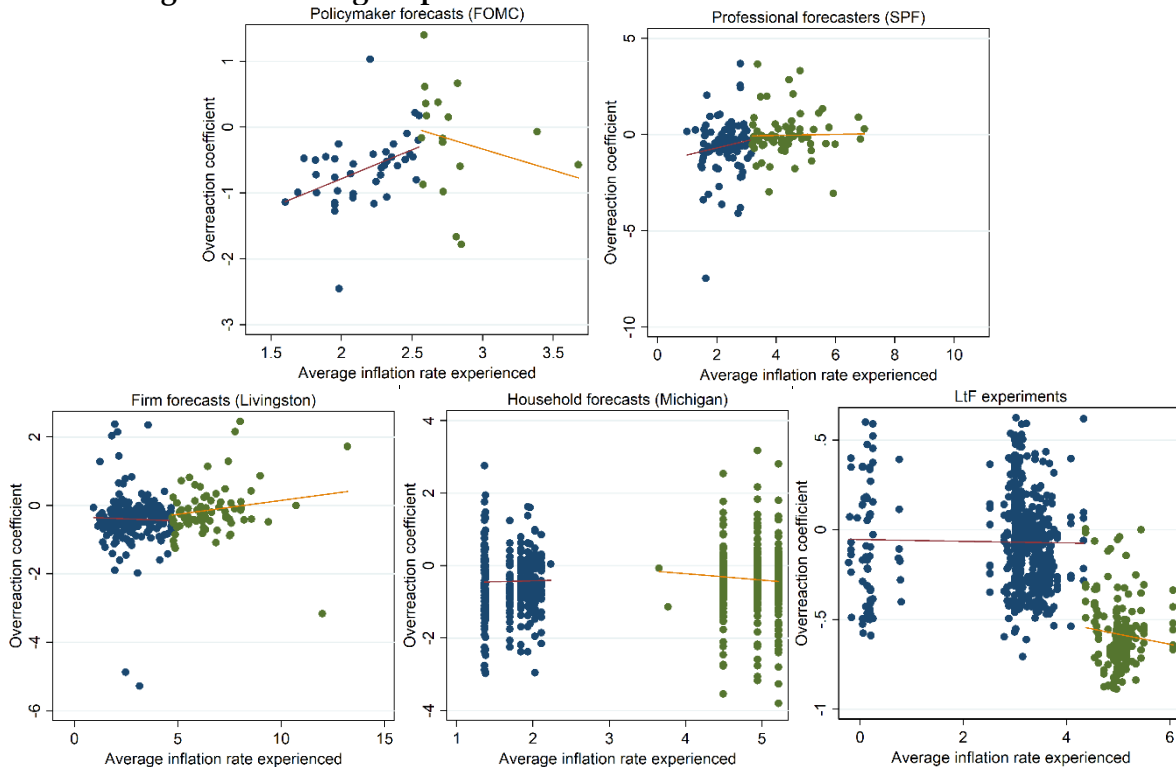 Policymaker forecasts (FOMC)
Overreaction coefficient
1
0
-1
-2
-3
1.5 2 2.5 3 3.5
Average inflation rate experienced
Professional forecasters (SPF)
Overreaction coefficient
5
0
-5
-10
0 2 4 6 8 10
Average inflation rate experienced
Firm forecasts (Livingston)
Overreaction coefficient
2
0
-2
-4
-6
0 5 10 15
Average inflation rate experienced
Household forecasts (Michigan)
Overreaction coefficient
4
2
0
-2
-4
1 2 3 4 5
Average inflation rate experienced
LtF experiments
Overreaction coefficient
.5
0
-.5
-1
0 2 4 6
Average inflation rate experienced